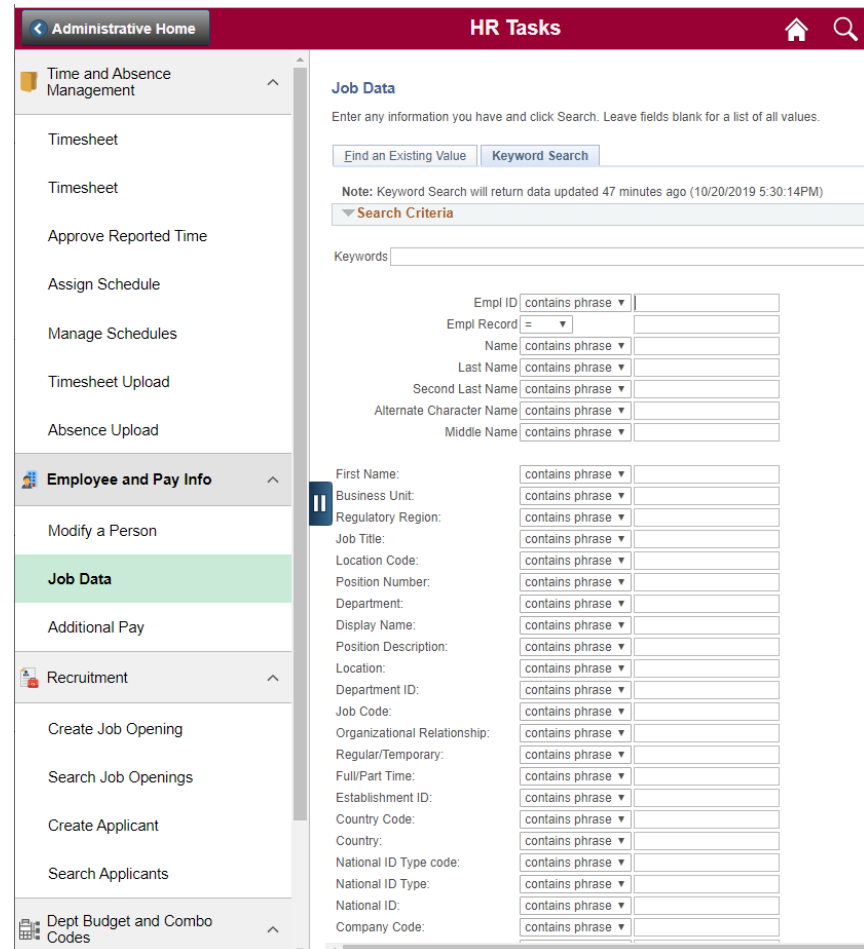 Administrative Home
HR Tasks
Time and Absence
Management
Timesheet
Timesheet
Approve Reported Time
Assign Schedule
Manage Schedules
Timesheet Upload
Absence Upload
Employee and Pay Info
Modify a Person
Job Data
Additional Pay
Recruitment
Create Job Opening
Search Job Openings
Create Applicant
Search Applicants
Dept Budget and Combo
Codes
Job Data
Enter any information you have and click Search. Leave fields blank for a list of all values.
Find an Existing Value Keyword Search
Note: Keyword Search will return data updated 47 minutes ago (10/20/2019 5:30:14PM)
Search Criteria
Keywords
Empl ID contains phrase
Empl Record =
Name contains phrase
Last Name contains phrase
Second Last Name contains phrase
Alternate Character Name contains phrase
Middle Name contains phrase
First Name: contains phrase
Business Unit: contains phrase
Regulatory Region: contains phrase
Job Title: contains phrase
Location Code: contains phrase
Position Number: contains phrase
Department: contains phrase
Display Name: contains phrase
Position Description: contains phrase
Location: contains phrase
Department ID: contains phrase
Job Code: contains phrase
Organizational Relationship: contains phrase
Regular/Temporary: contains phrase
Full/Part Time: contains phrase
Establishment ID: contains phrase
Country Code: contains phrase
Country: contains phrase
National ID Type code: contains phrase
National ID Type: contains phrase
National ID: contains phrase
Company Code: contains phrase